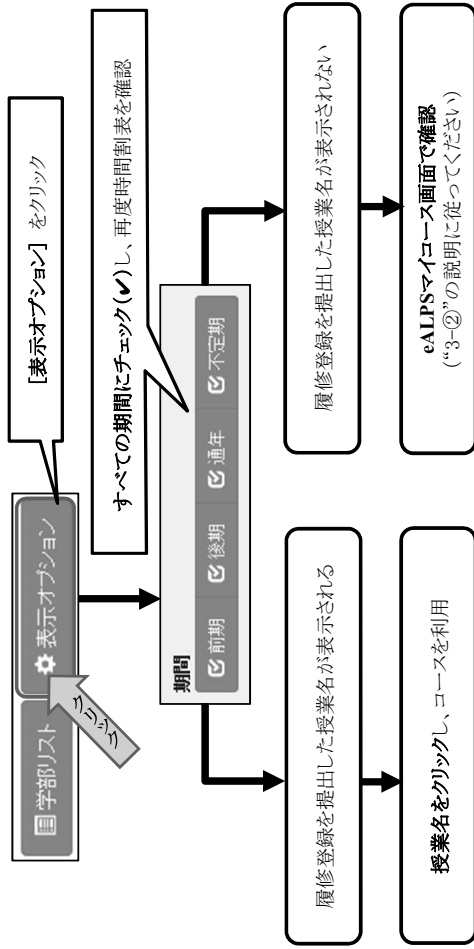 学部リスト
表示オプション
クリック
[表示オプション] をクリック
すべての期間にチェック(✔)し、再度時間割表を確認
期間
前期
後期
通年
不定期
履修登録を提出した授業名が表示される
履修登録を提出した授業名が表示されない
授業名をクリックし、コースを利用
eALPSマイコース画面で確認
(“3-②”の説明に従ってください)